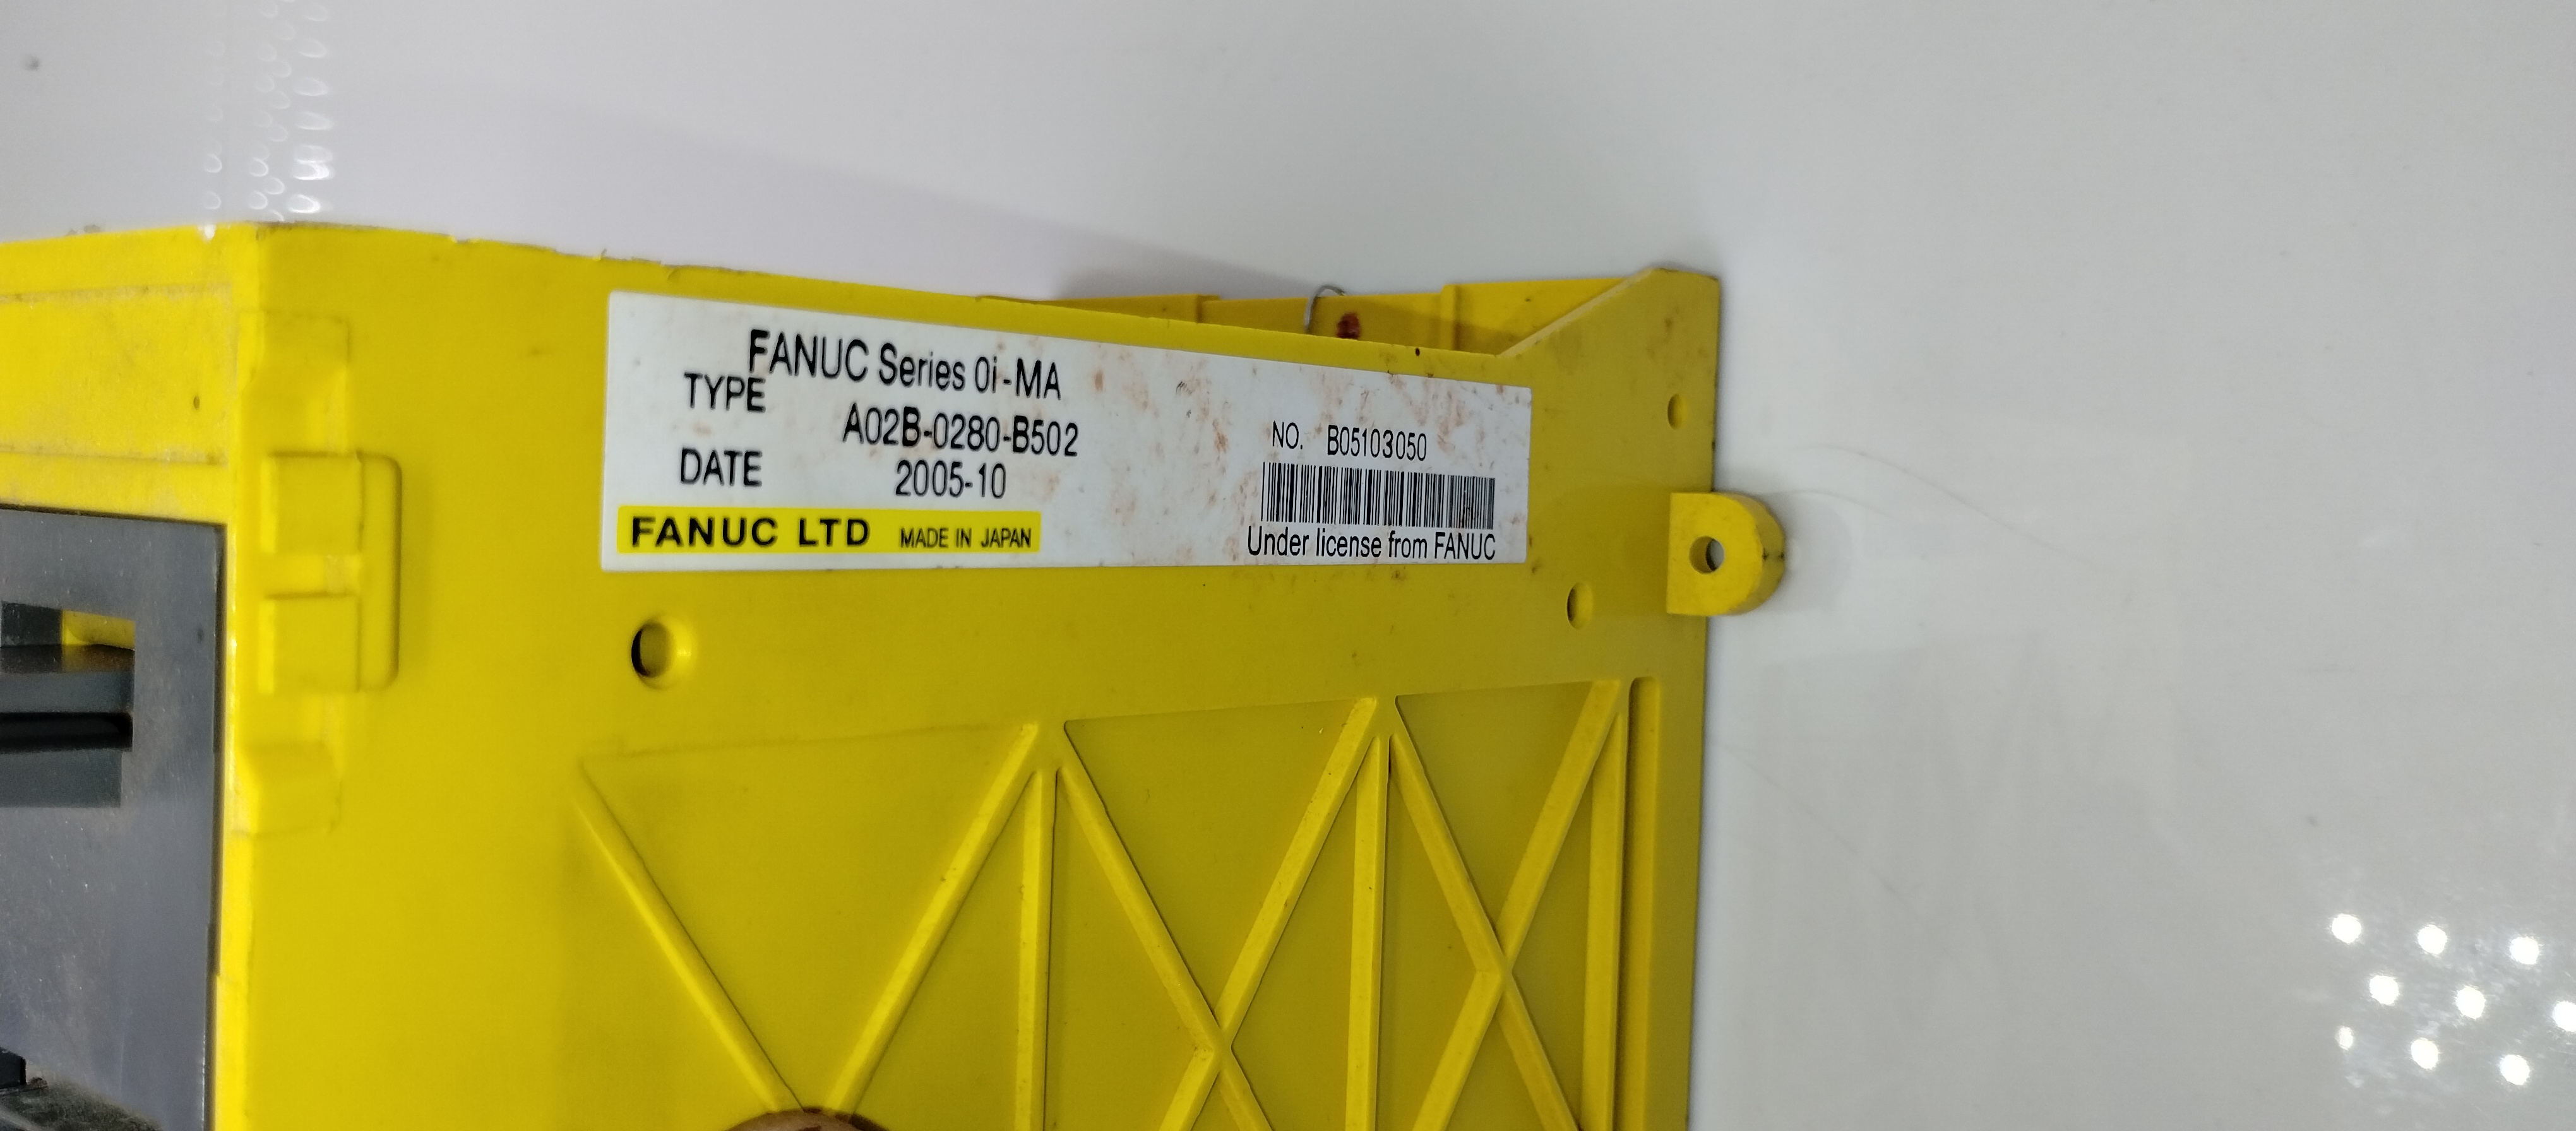 FANUC Series 0i-MA
TYPE
A02B-0280-B502
DATE 2005-10
FANUC LTD MADE IN JAPAN
NO. B05103050
Under license from FANUC